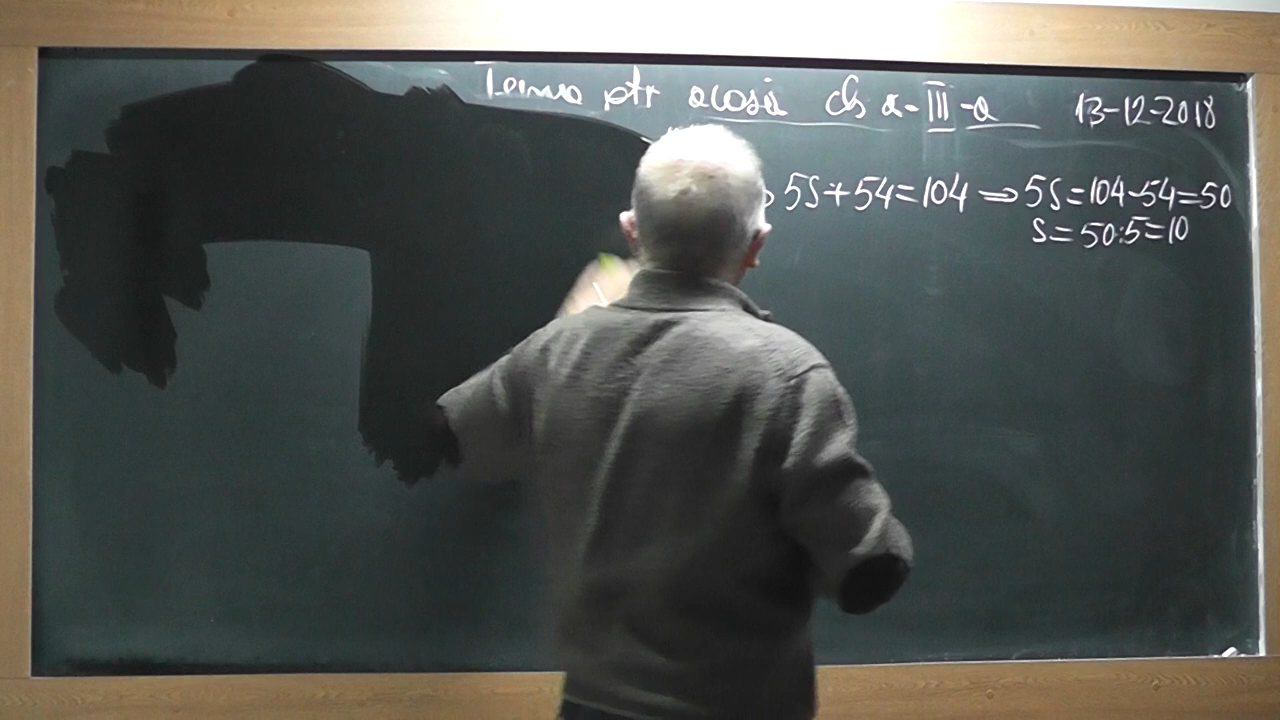 Tema ptr acasă cls a-III-a 13-12-2018
5S+54=104 ⇒ 5S=104-54=50
S=50:5=10